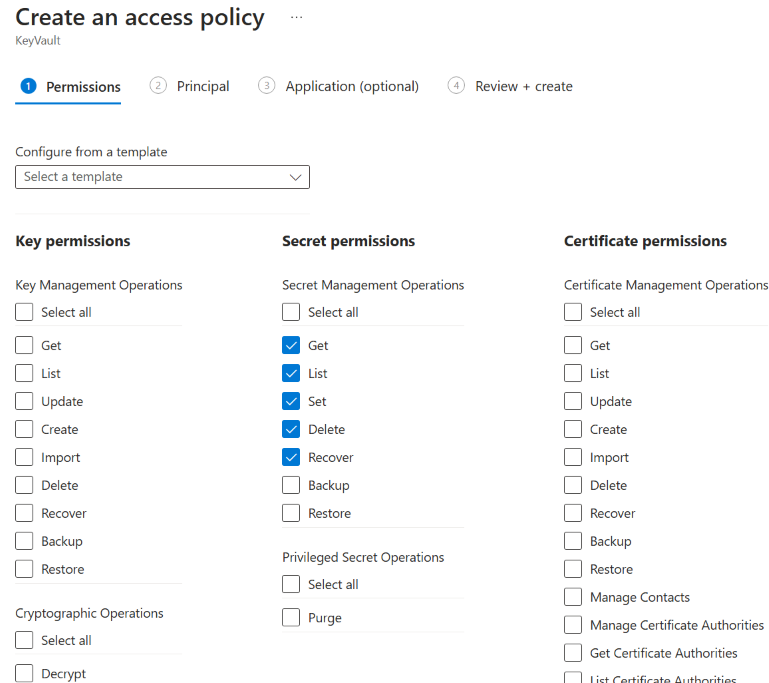 Create an access policy ...
KeyVault
1 Permissions 2 Principal 3 Application (optional) 4 Review + create
Configure from a template
Select a template
Key permissions
Key Management Operations
Select all
Get
List
Update
Create
Import
Delete
Recover
Backup
Restore
Cryptographic Operations
Select all
Decrypt
Secret permissions
Secret Management Operations
Select all
Get
List
Set
Delete
Recover
Backup
Restore
Privileged Secret Operations
Select all
Purge
Certificate permissions
Certificate Management Operations
Select all
Get
List
Update
Create
Import
Delete
Recover
Backup
Restore
Manage Contacts
Manage Certificate Authorities
Get Certificate Authorities
List Certificate Authorities